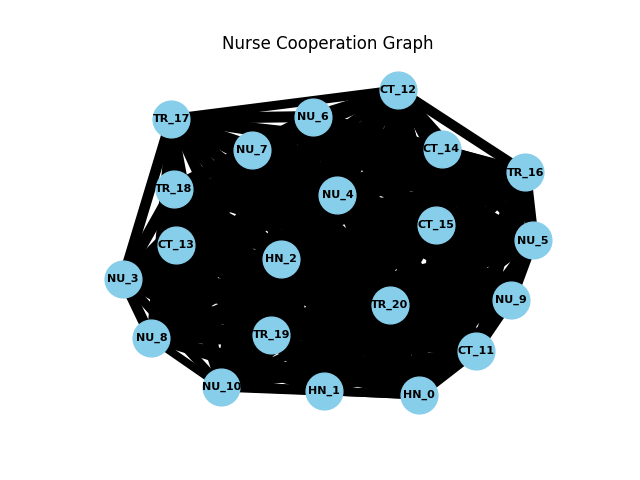 Nurse Cooperation Graph
CT_12
TR_17
NU_6
NU_7
CT_14
TR_16
TR_18
NU_4
CT_15
NU_5
CT_13
HN_2
NU_3
NU_9
TR_20
TR_19
NU_8
CT_11
NU_10
HN_1
HN_0